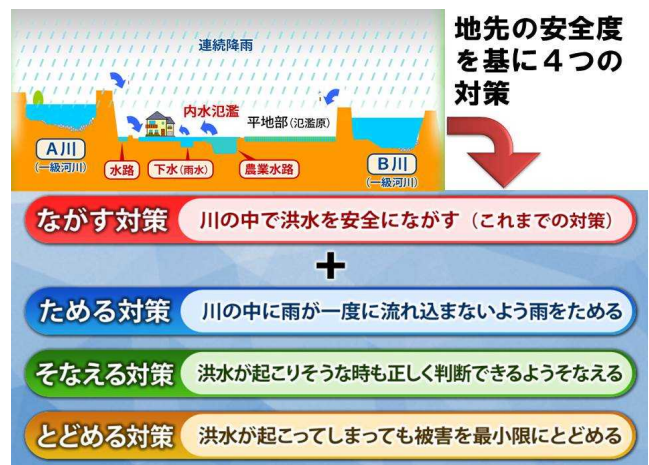 地先の安全度
を基に４つの
対策
連続降雨
内水氾濫
平地部(氾濫原)
A川
(一級河川)
水路
下水(雨水)
農業水路
B川
(一級河川)
ながす対策 川の中で洪水を安全にながす（これまでの対策）
+
ためる対策 川の中に雨が一度に流れ込まないよう雨をためる
そなえる対策 洪水が起こりそうな時も正しく判断できるようそなえる
とどめる対策 洪水が起こってしまっても被害を最小限にとどめる